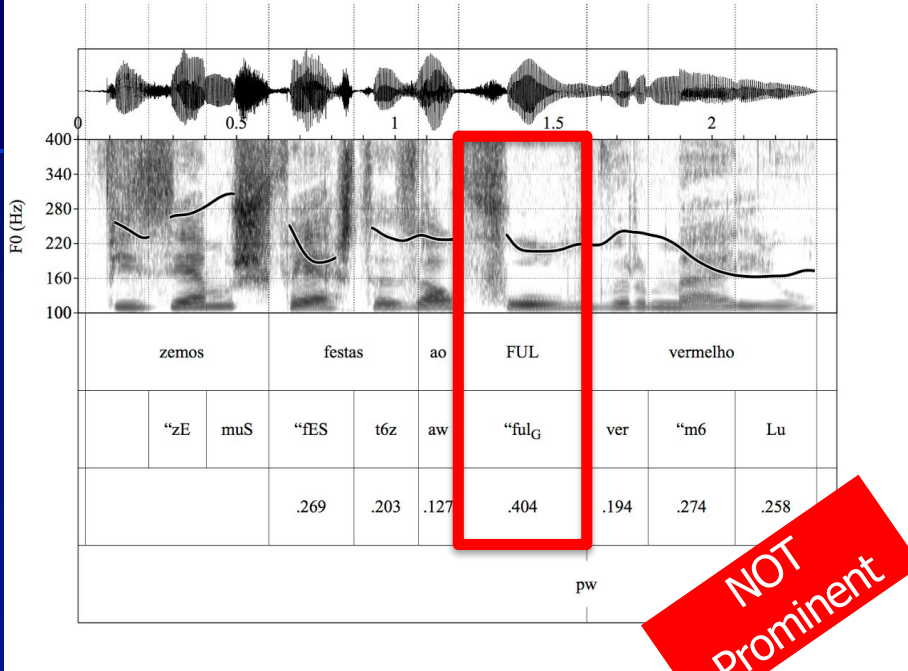 0 0.5 1 1.5 2
400
340
280
220
160
100
F0 (Hz)
zemos festas ao FUL vermelho
“zE muS “fES t6z aw “fulG ver “m6 Lu
.269 .203 .127 .404 .194 .274 .258
pw
NOT
Prominent